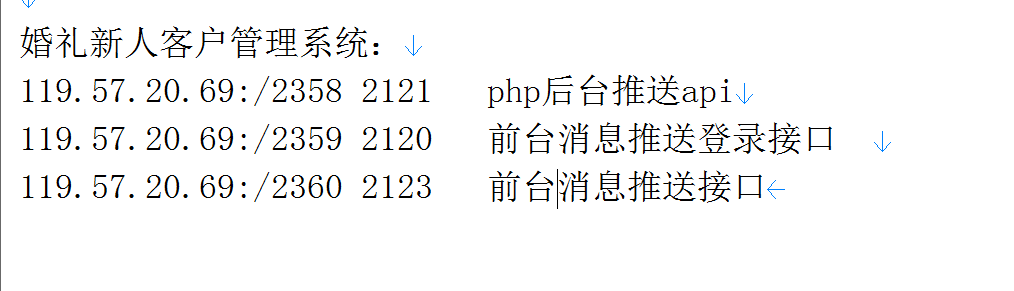 婚礼新人客户管理系统：
119.57.20.69:/2358 2121 php后台推送api
119.57.20.69:/2359 2120 前台消息推送登录接口
119.57.20.69:/2360 2123 前台消息推送接口